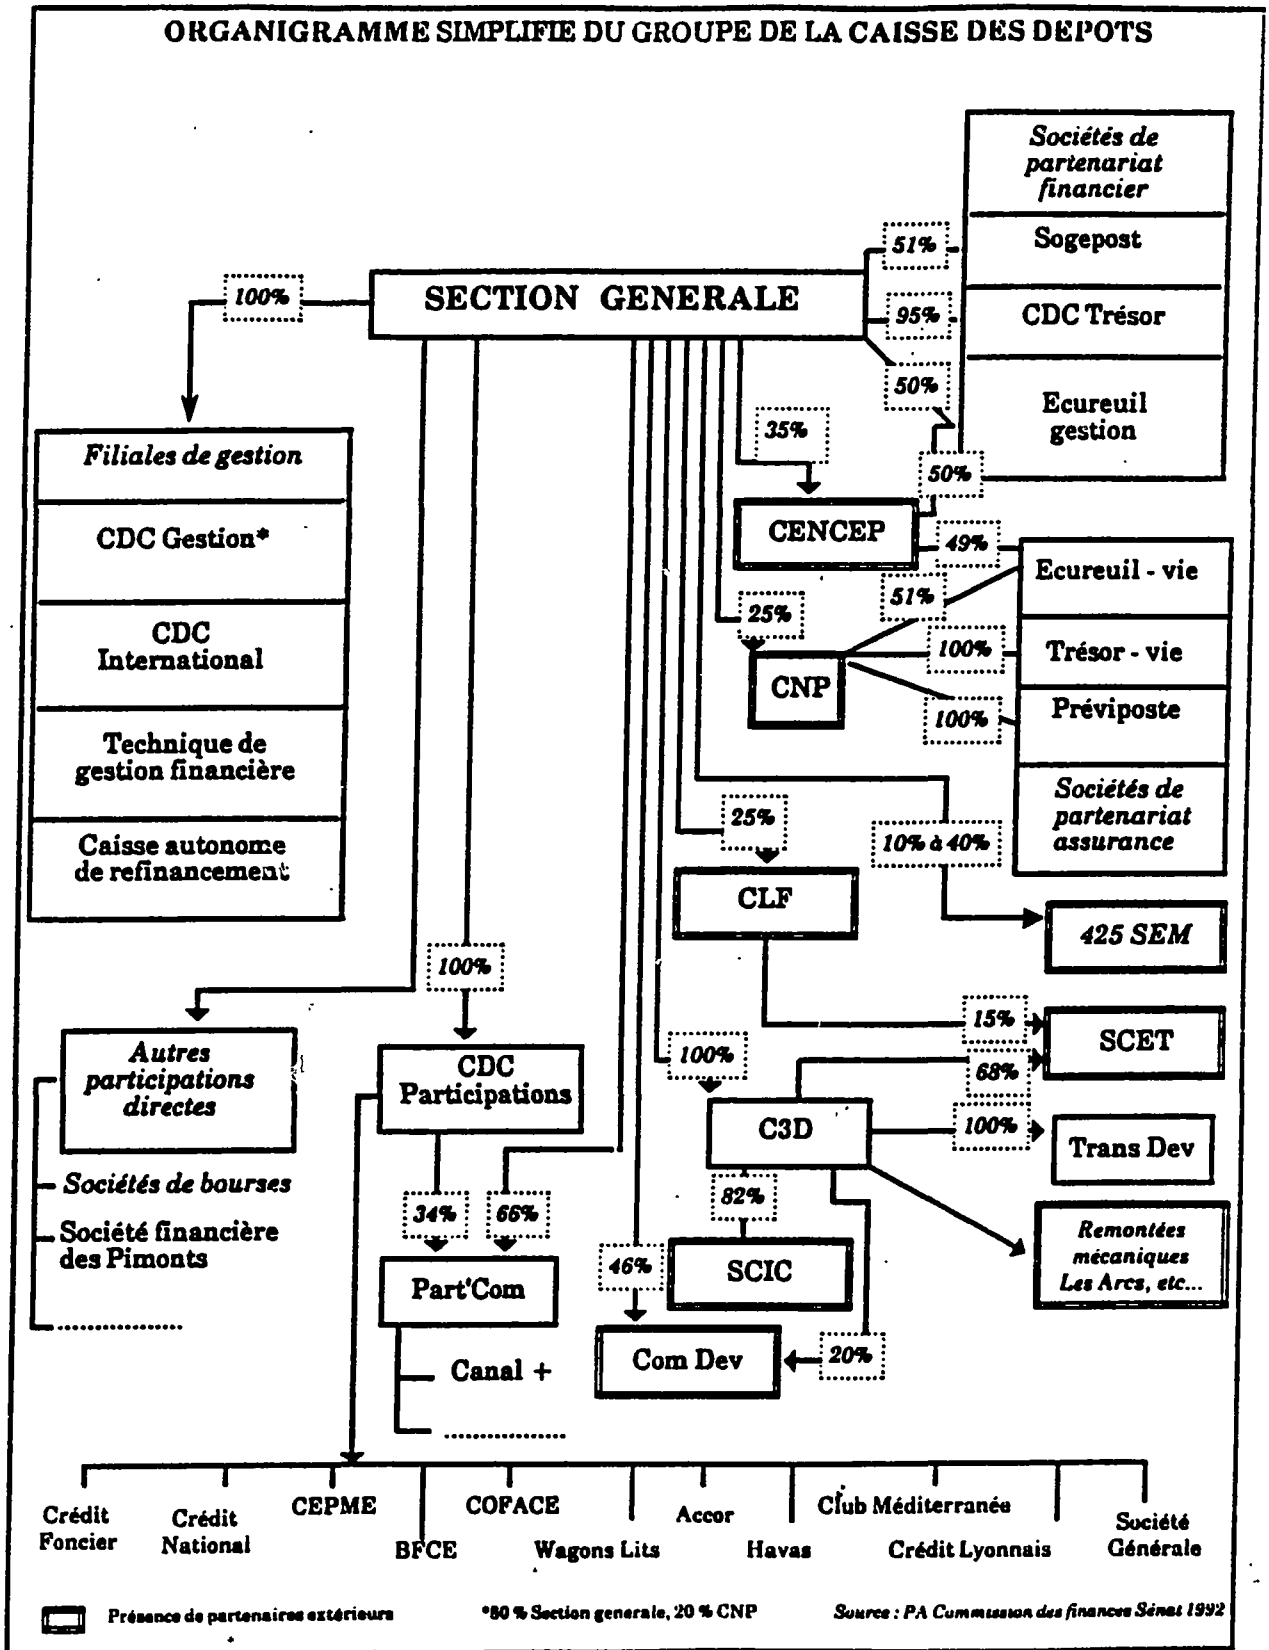 ORGANIGRAMME SIMPLIFIE DU GROUPE DE LA CAISSE DES DEPOTS
Sociétés de
partenariat
financier
Sogepost
CDC Trésor
Ecureuil
gestion
51%
95%
50%
50%
SECTION GENERALE
100%
Filiales de gestion
CDC Gestion*
CDC
International
Technique de
gestion financière
Caisse autonome
de refinancement
35%
CENCEP
49%
51%
100%
100%
Ecureuil - vie
Trésor - vie
Préviposte
Sociétés de
partenariat
assurance
25%
CNP
25%
CLF
10% à 40%
425 SEM
15%
SCET
68%
100%
C3D
100%
Trans Dev
Remontées
mécaniques
Les Arcs, etc...
82%
SCIC
46%
Com Dev
20%
100%
CDC
Participations
34%
66%
Part'Com
Canal +
....................
Autres
participations
directes
Sociétés de bourses
Société financière
des Pimonts
....................
Crédit
Foncier
Crédit
National
CEPME
BFCE
COFACE
Wagons Lits
Accor
Havas
Club Méditerranée
Crédit Lyonnais
Société
Générale
Présence de partenaires extérieurs
*80 % Section generale, 20 % CNP
Source : PA Commission des finances Sénat 1992